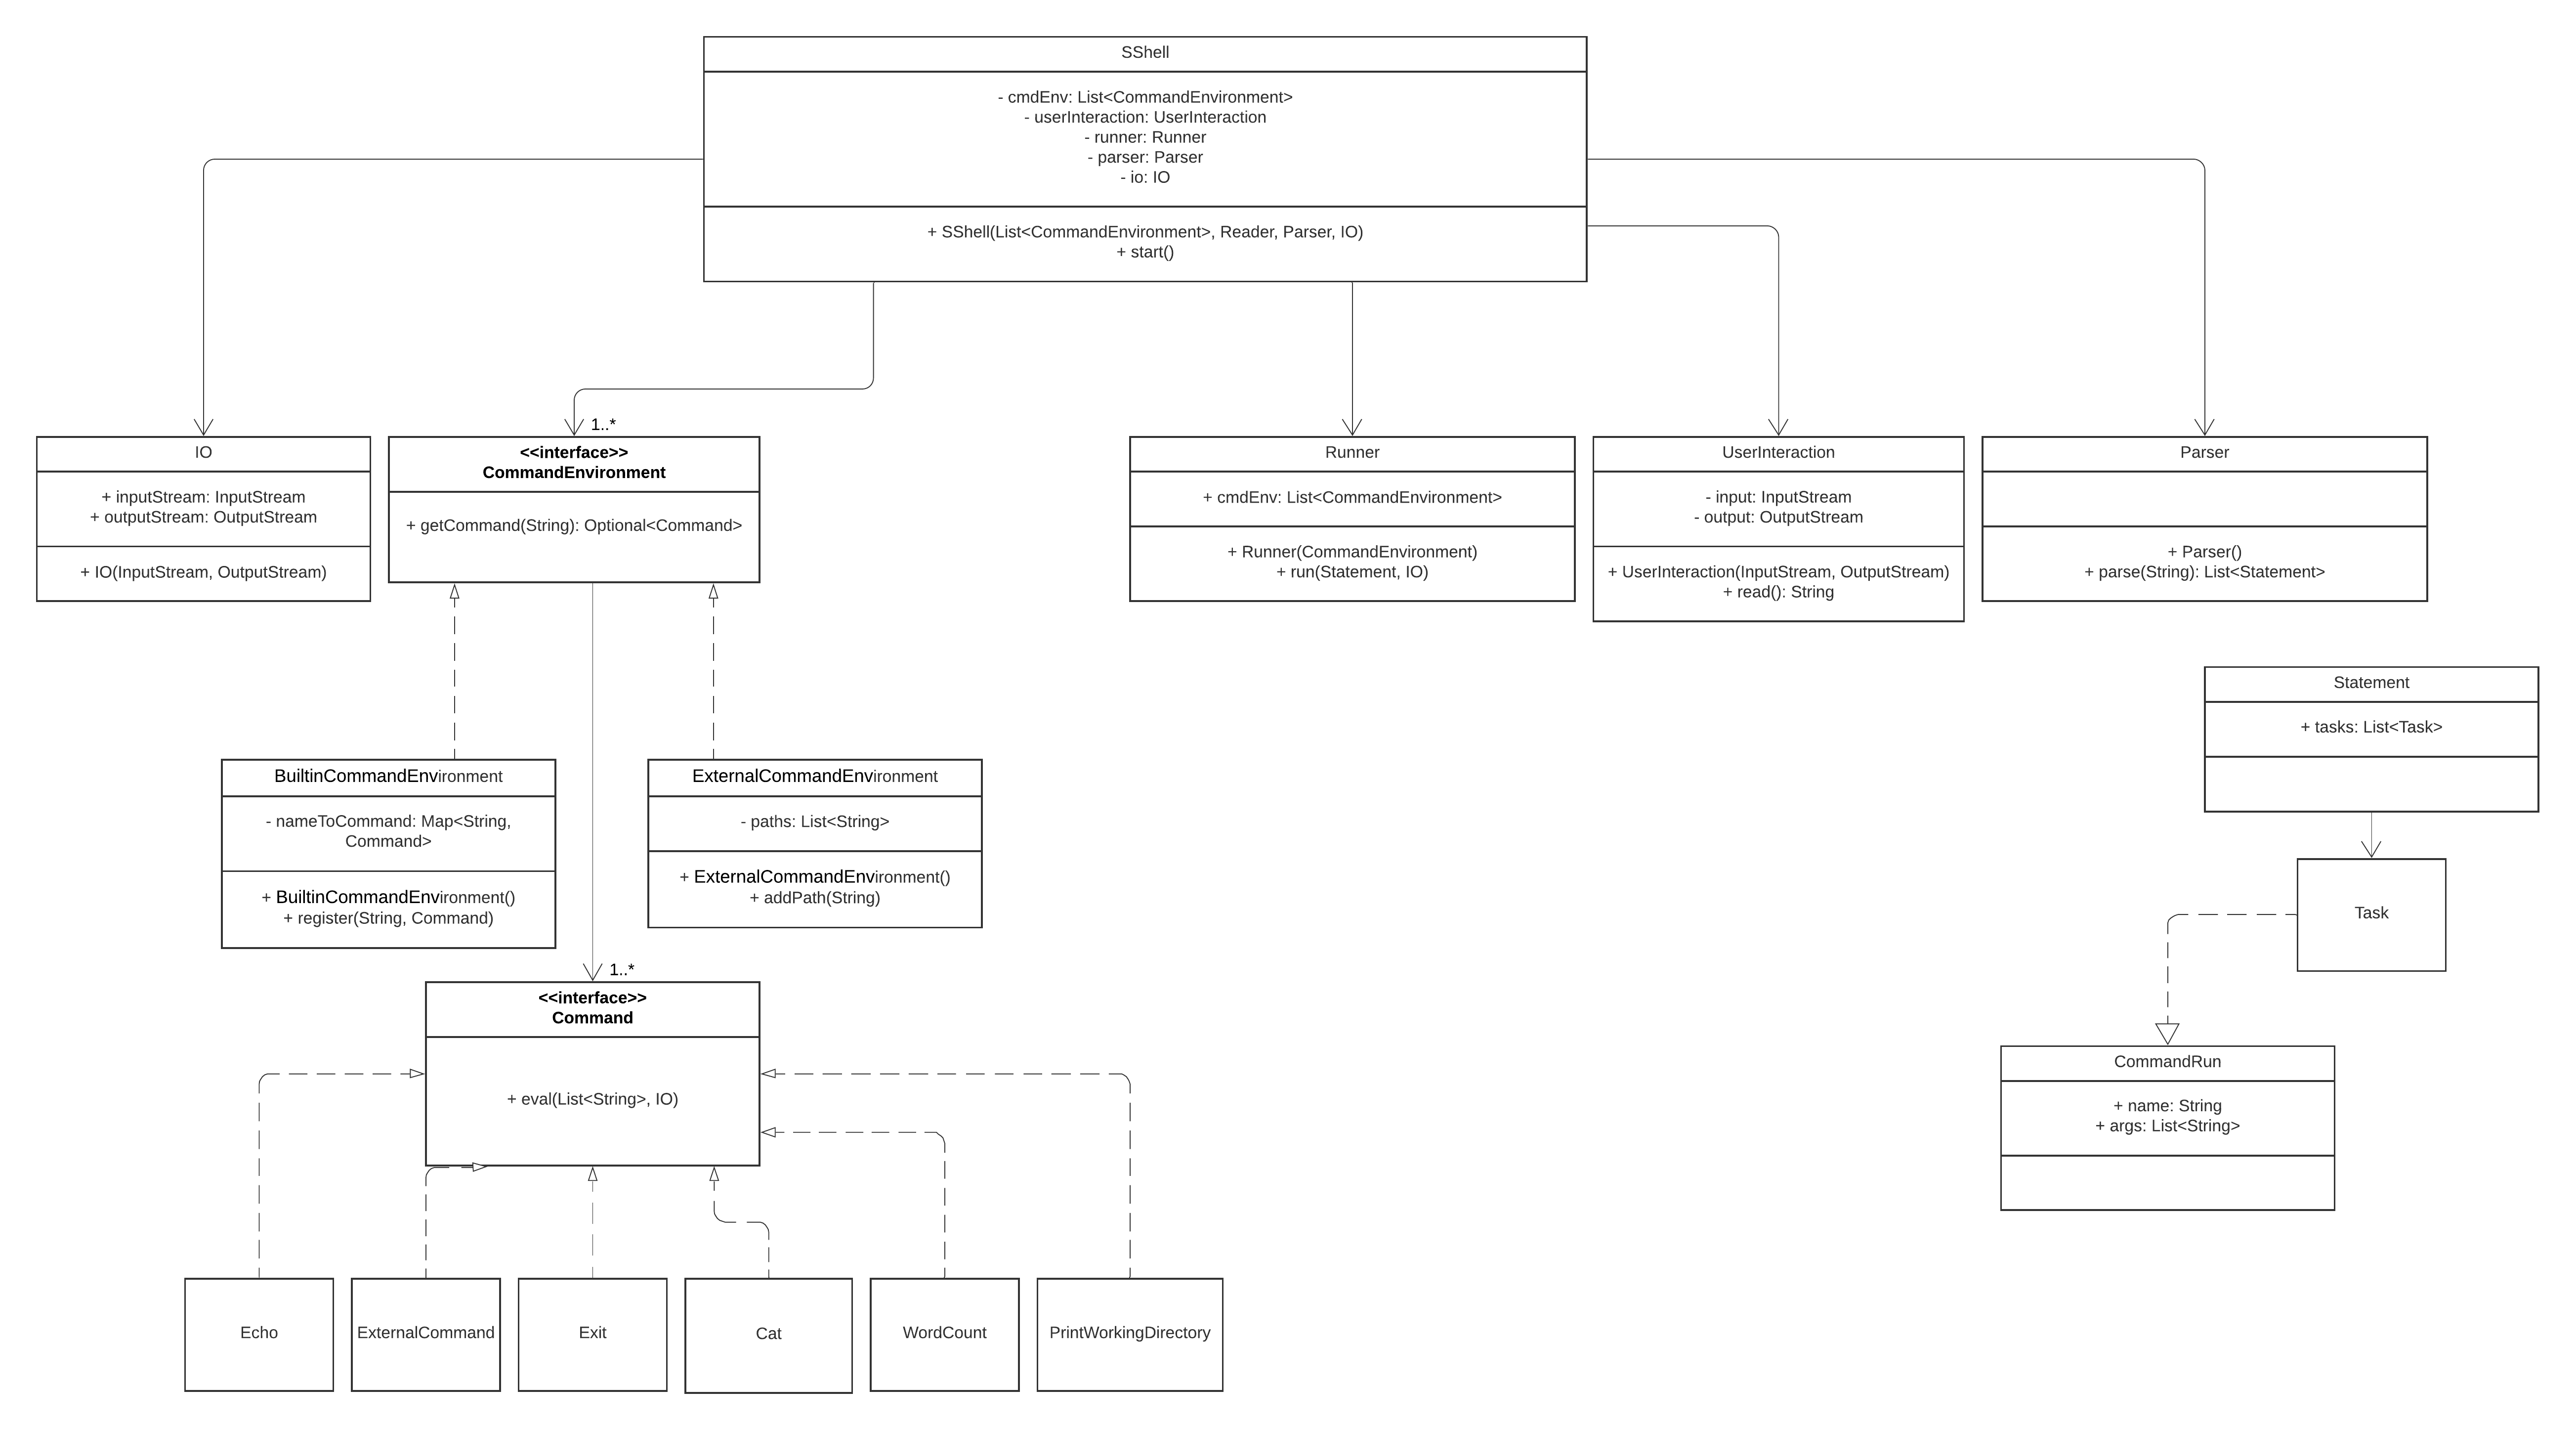 SShell
- cmdEnv: List<CommandEnvironment>
- userInteraction: UserInteraction
- runner: Runner
- parser: Parser
- io: IO
+ SShell(List<CommandEnvironment>, Reader, Parser, IO)
+ start()
IO
+ inputStream: InputStream
+ outputStream: OutputStream
+ IO(InputStream, OutputStream)
1..*
<<interface>>
CommandEnvironment
+ getCommand(String): Optional<Command>
Runner
+ cmdEnv: List<CommandEnvironment>
+ Runner(CommandEnvironment)
+ run(Statement, IO)
UserInteraction
- input: InputStream
- output: OutputStream
+ UserInteraction(InputStream, OutputStream)
+ read(): String
Parser
+ Parser()
+ parse(String): List<Statement>
Statement
+ tasks: List<Task>
BuiltinCommandEnvironment
- nameToCommand: Map<String,
Command>
+ BuiltinCommandEnvironment()
+ register(String, Command)
ExternalCommandEnvironment
- paths: List<String>
+ ExternalCommandEnvironment()
+ addPath(String)
Task
1..*
<<interface>>
Command
+ eval(List<String>, IO)
CommandRun
+ name: String
+ args: List<String>
Echo
ExternalCommand
Exit
Cat
WordCount
PrintWorkingDirectory